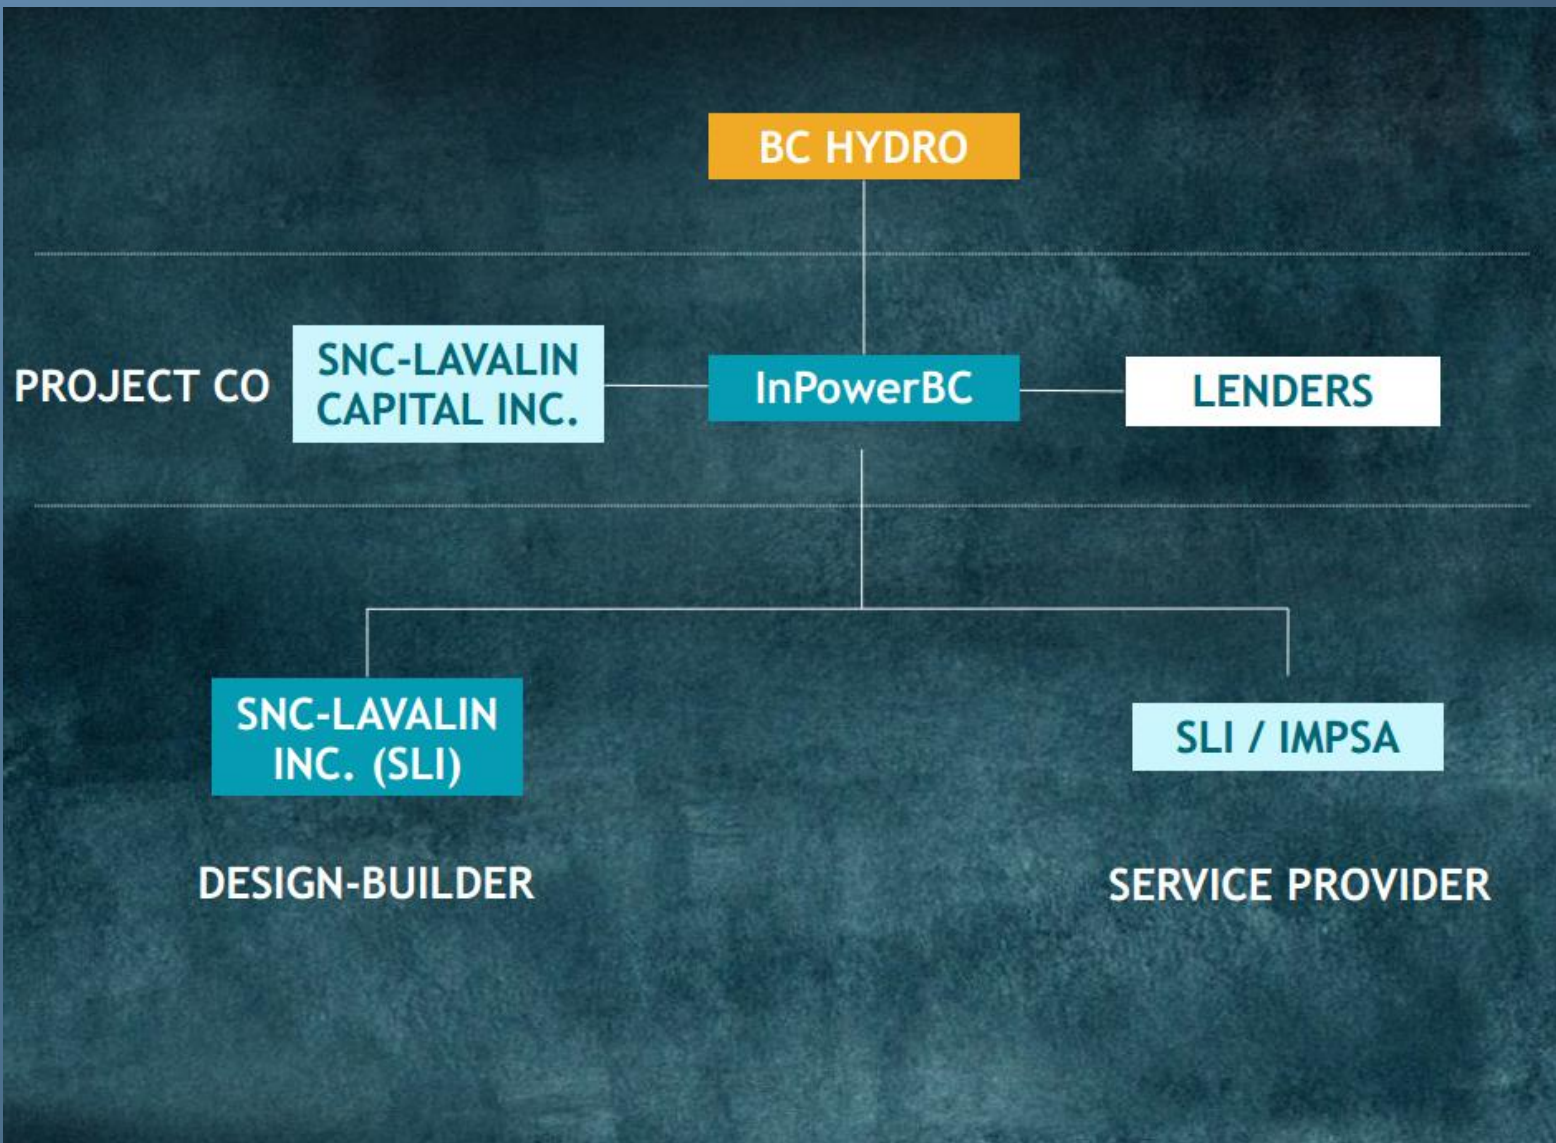 BC HYDRO
PROJECT CO
SNC-LAVALIN
CAPITAL INC.
InPowerBC
LENDERS
SNC-LAVALIN
INC. (SLI)
SLI / IMPSA
DESIGN-BUILDER
SERVICE PROVIDER